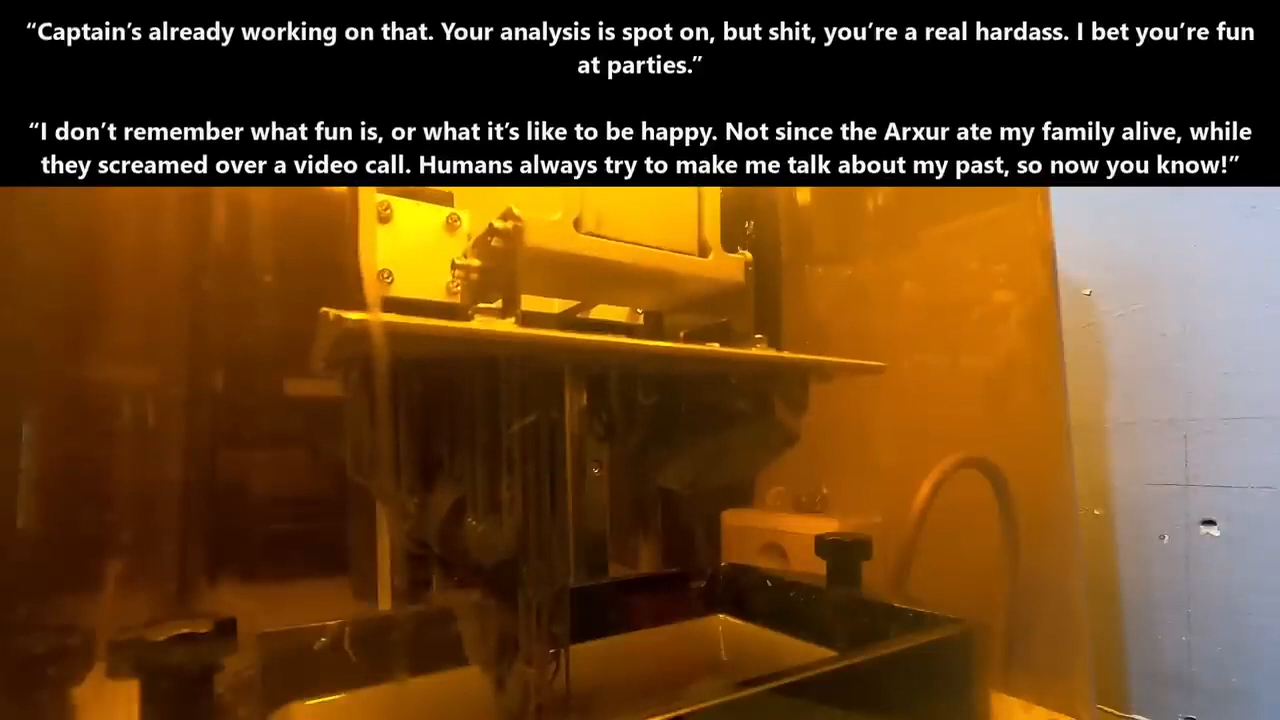 “Captain’s already working on that. Your analysis is spot on, but shit, you’re a real hardass. I bet you’re fun
at parties.”
“I don’t remember what fun is, or what it’s like to be happy. Not since the Arxur ate my family alive, while
they screamed over a video call. Humans always try to make me talk about my past, so now you know!”